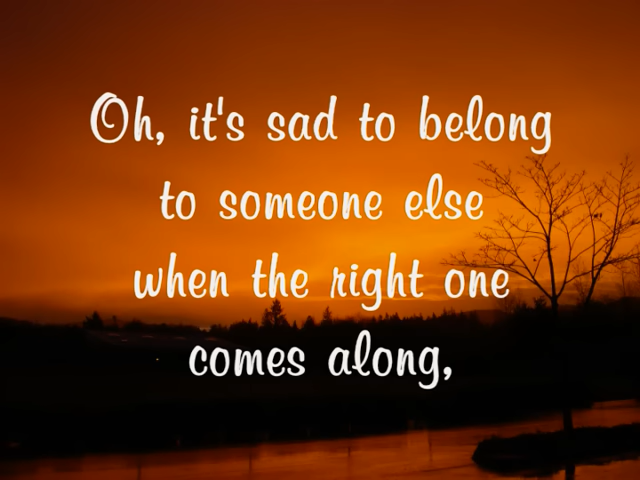 Oh, it's sad to belong
to someone else
when the right one
comes along,